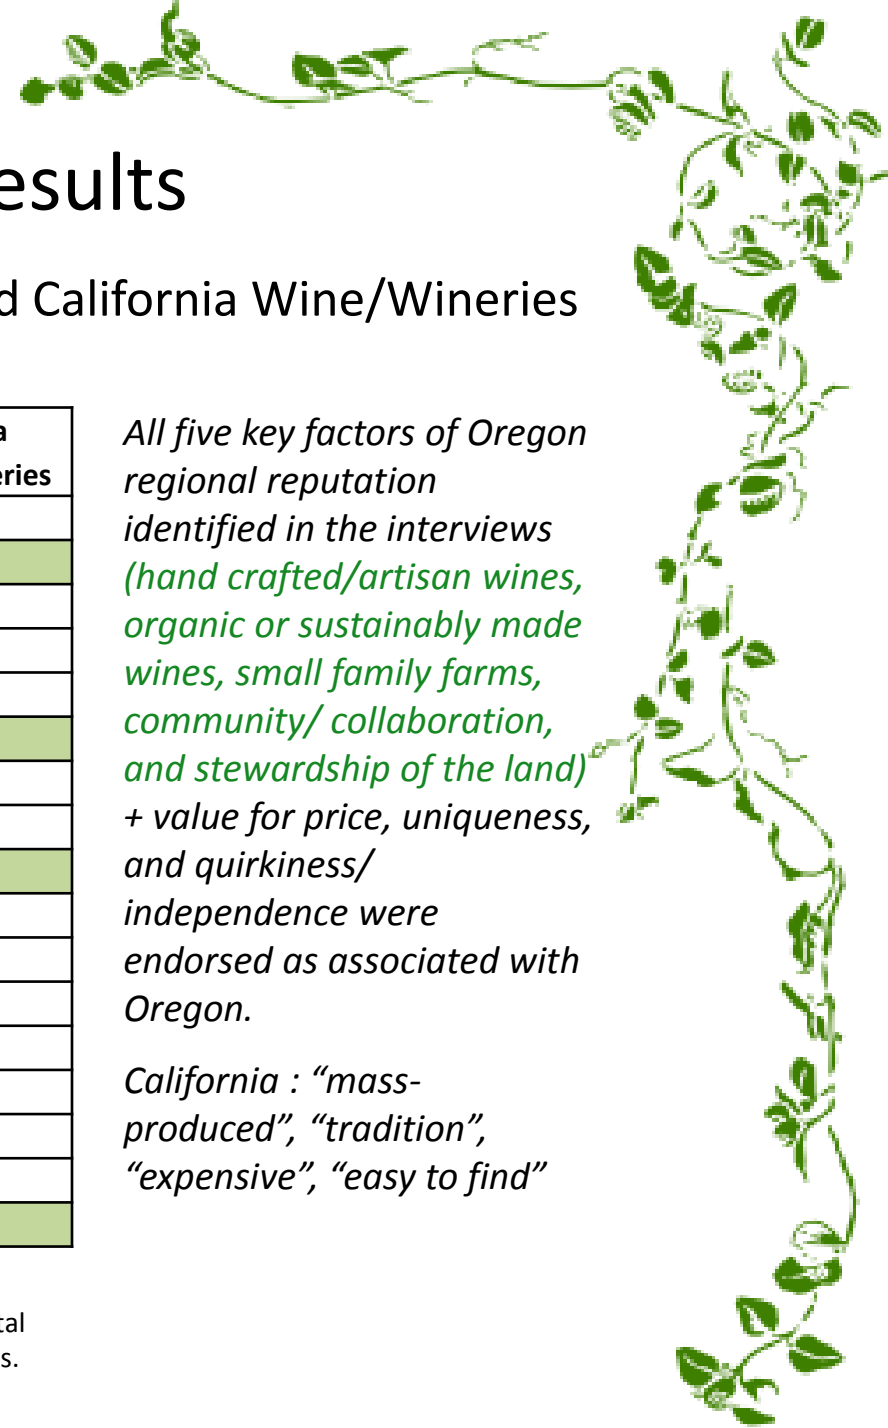 esults
d California Wine/Wineries
a
eries
All five key factors of Oregon
regional reputation
identified in the interviews
(hand crafted/artisan wines,
organic or sustainably made
wines, small family farms,
community/ collaboration,
and stewardship of the land)
+ value for price, uniqueness,
and quirkiness/
independence were
endorsed as associated with
Oregon.
California : “mass-
produced”, “tradition”,
“expensive”, “easy to find”
tal
s.